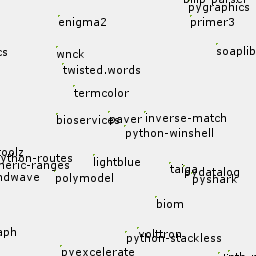 pygraphics
enigma2
primer3
wnck
soaplib
twisted.words
termcolor
bioservices
paver
inverse-match
python-winshell
lightblue
taiga
pydatalog
polymodel
pyshark
biom
volttron
python-stackless
pyexcelerate